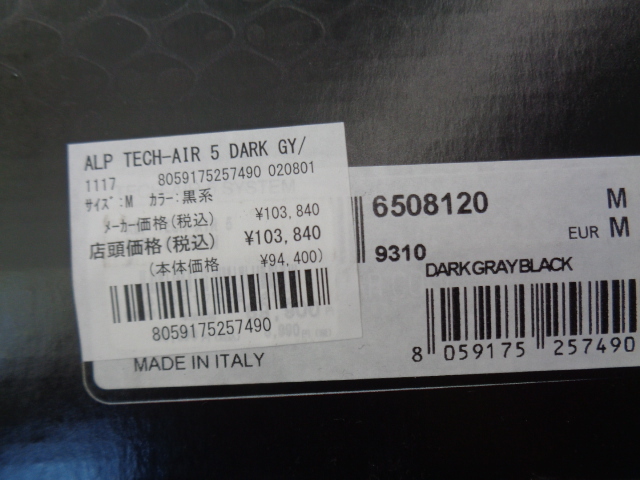 ALP TECH-AIR 5 DARK GY/
1117 8059175257490 020801
サイズ:M カラー:黒系
メーカー価格(税込) ¥103,840
店頭価格(税込) ¥103,840
(本体価格 ¥94,400)
8059175257490
MADE IN ITALY
6508120 M
EUR M
9310
DARK GRAY BLACK
8 059175 257490